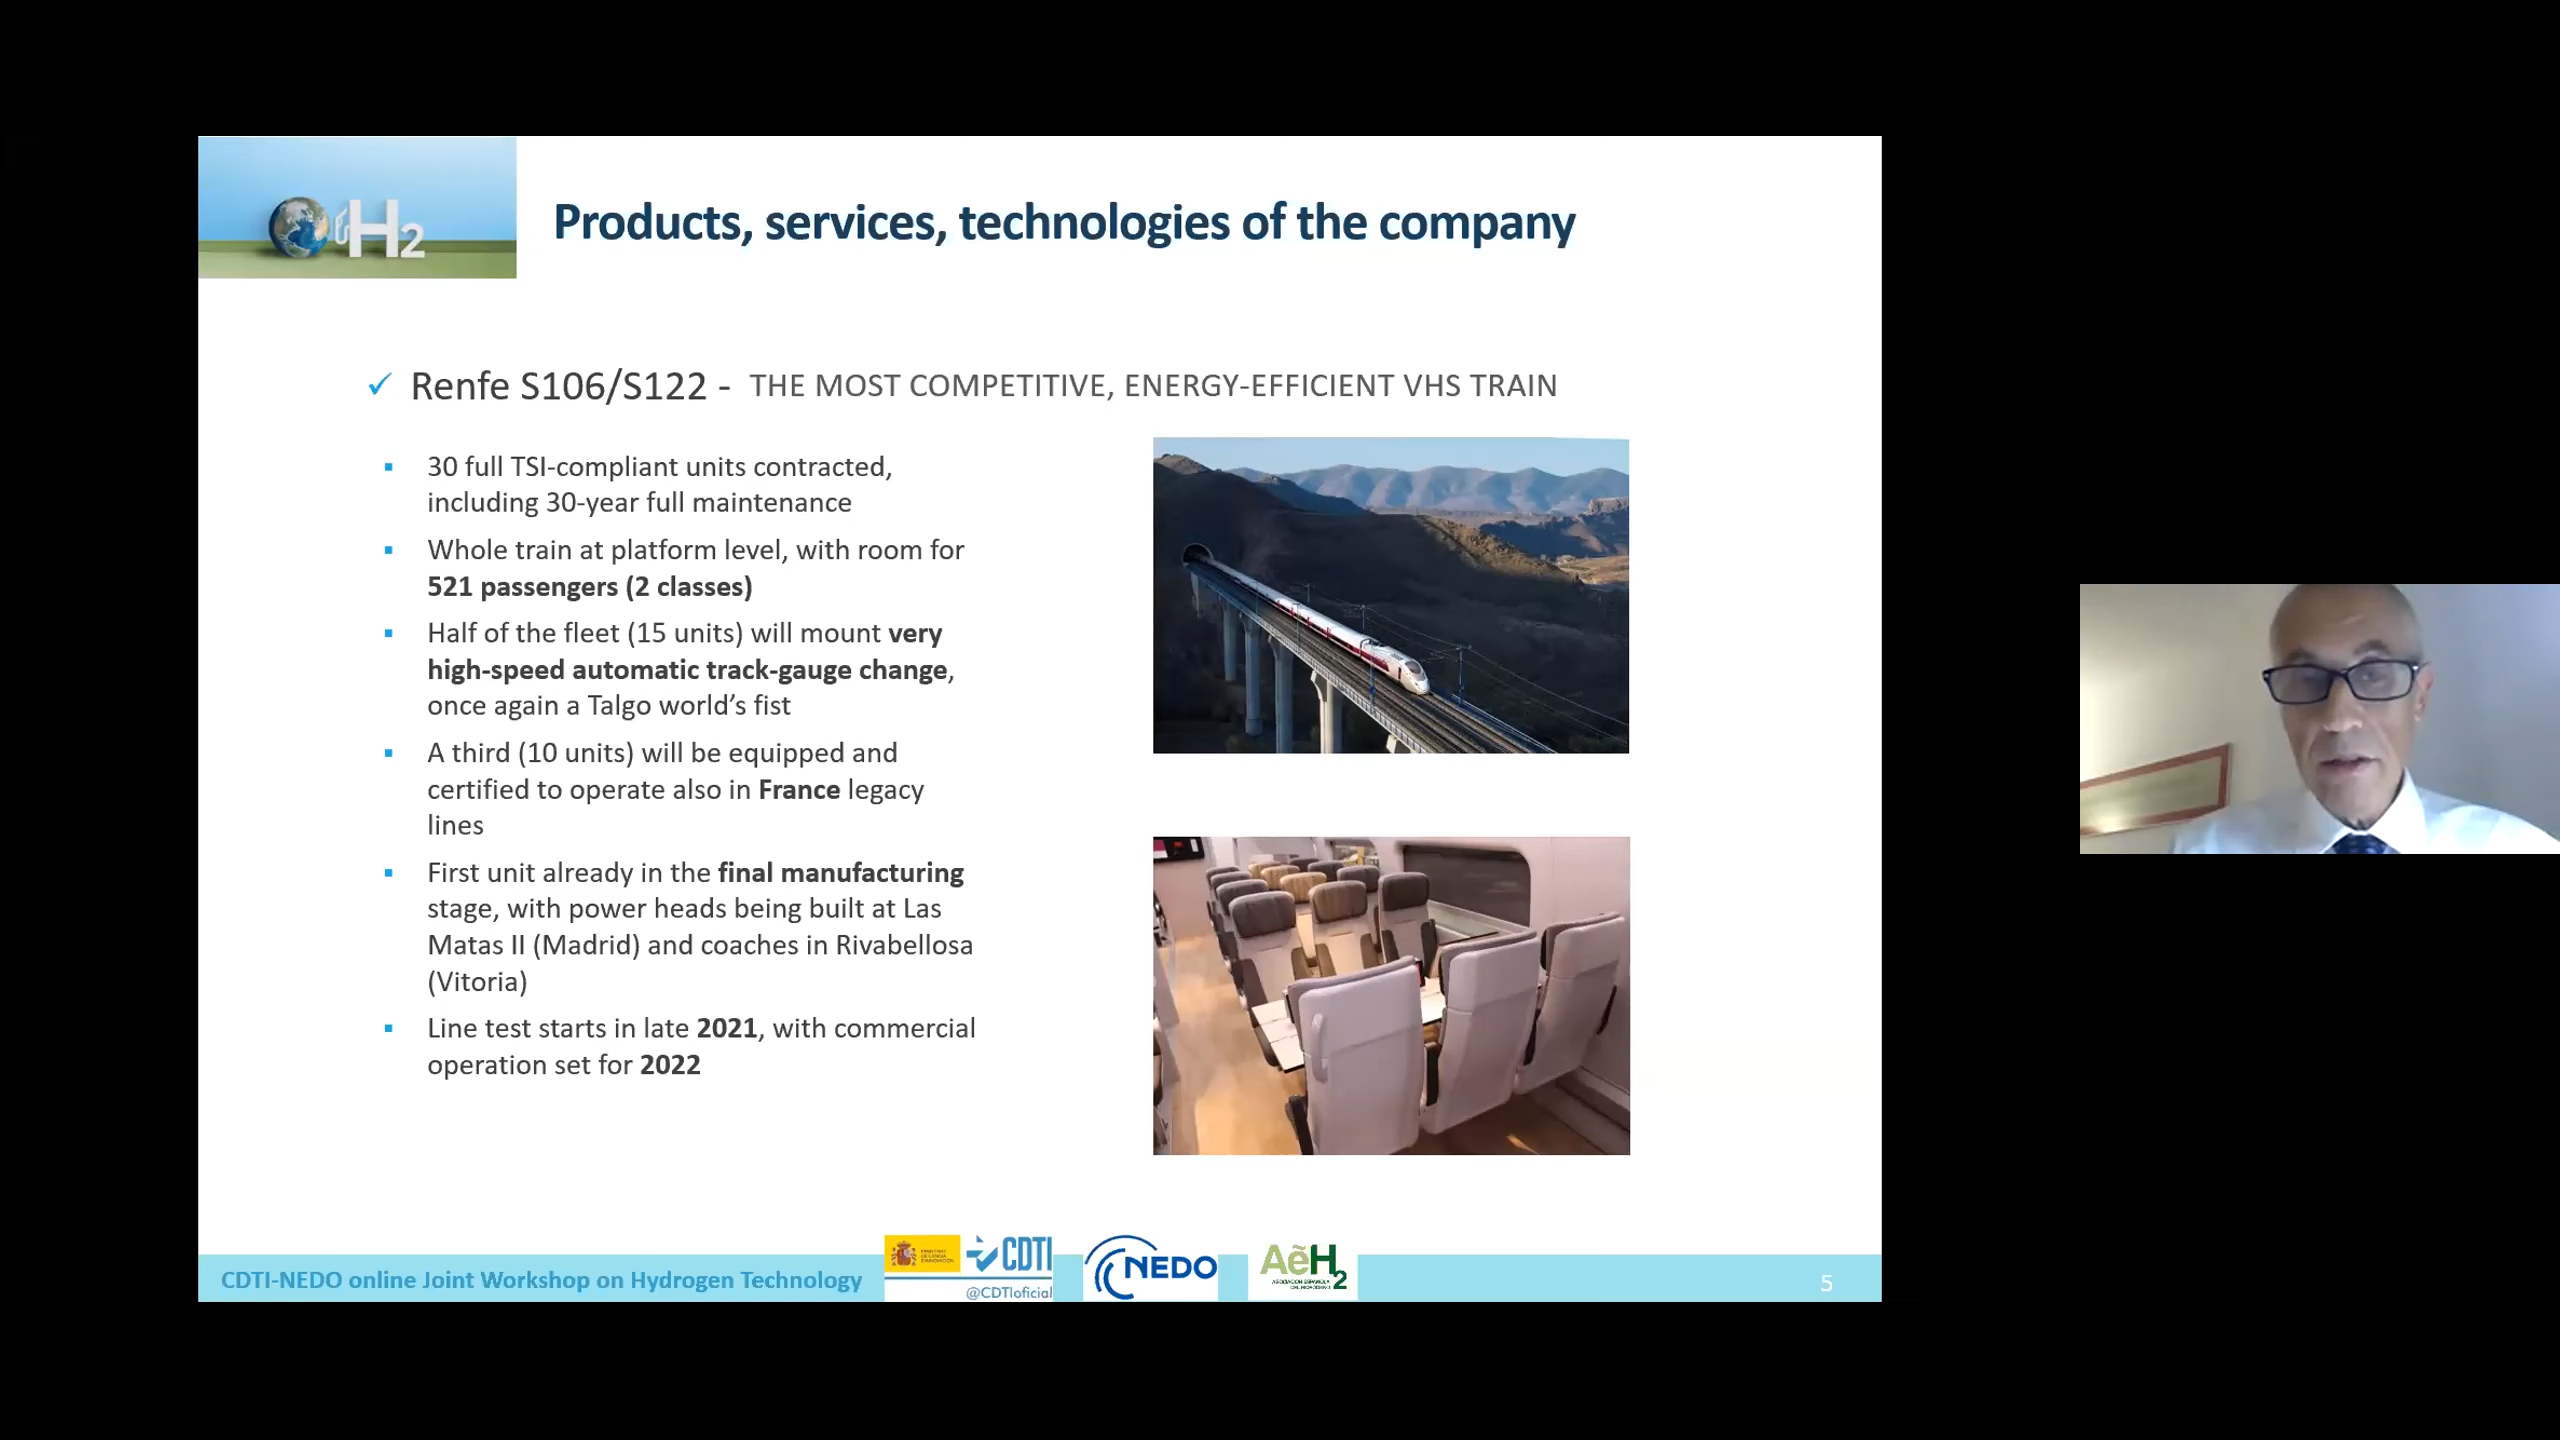 H2
Products, services, technologies of the company
✓ Renfe S106/S122 - THE MOST COMPETITIVE, ENERGY-EFFICIENT VHS TRAIN
▪ 30 full TSI-compliant units contracted,
including 30-year full maintenance
▪ Whole train at platform level, with room for
521 passengers (2 classes)
▪ Half of the fleet (15 units) will mount very
high-speed automatic track-gauge change,
once again a Talgo world’s fist
▪ A third (10 units) will be equipped and
certified to operate also in France legacy
lines
▪ First unit already in the final manufacturing
stage, with power heads being built at Las
Matas II (Madrid) and coaches in Rivabellosa
(Vitoria)
▪ Line test starts in late 2021, with commercial
operation set for 2022
CDTI-NEDO online Joint Workshop on Hydrogen Technology
CDTI
@CDTIoficial
NEDO
AeH2
5